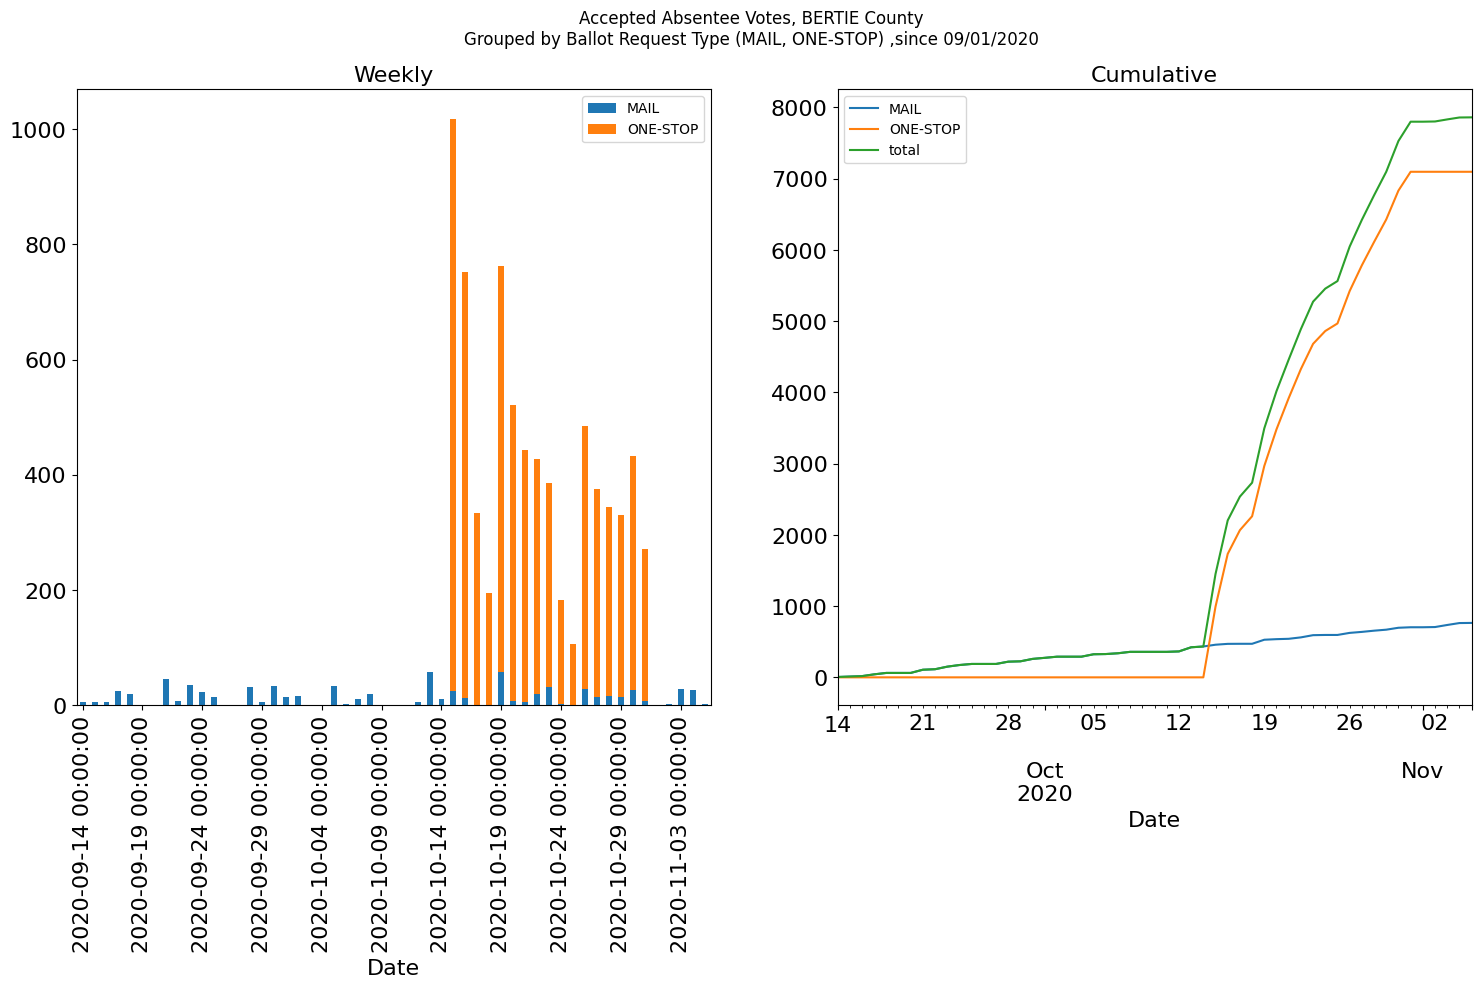 Accepted Absentee Votes, BERTIE County
Grouped by Ballot Request Type (MAIL, ONE-STOP) ,since 09/01/2020
Weekly
MAIL
ONE-STOP
1000
800
600
400
200
0
2020-09-14 00:00:00
2020-09-19 00:00:00
2020-09-24 00:00:00
2020-09-29 00:00:00
2020-10-04 00:00:00
2020-10-09 00:00:00
2020-10-14 00:00:00
2020-10-19 00:00:00
2020-10-24 00:00:00
2020-10-29 00:00:00
2020-11-03 00:00:00
Date
Cumulative
MAIL
ONE-STOP
total
8000
7000
6000
5000
4000
3000
2000
1000
0
14 21 28 05 12 19 26 02
Oct Nov
2020
Date